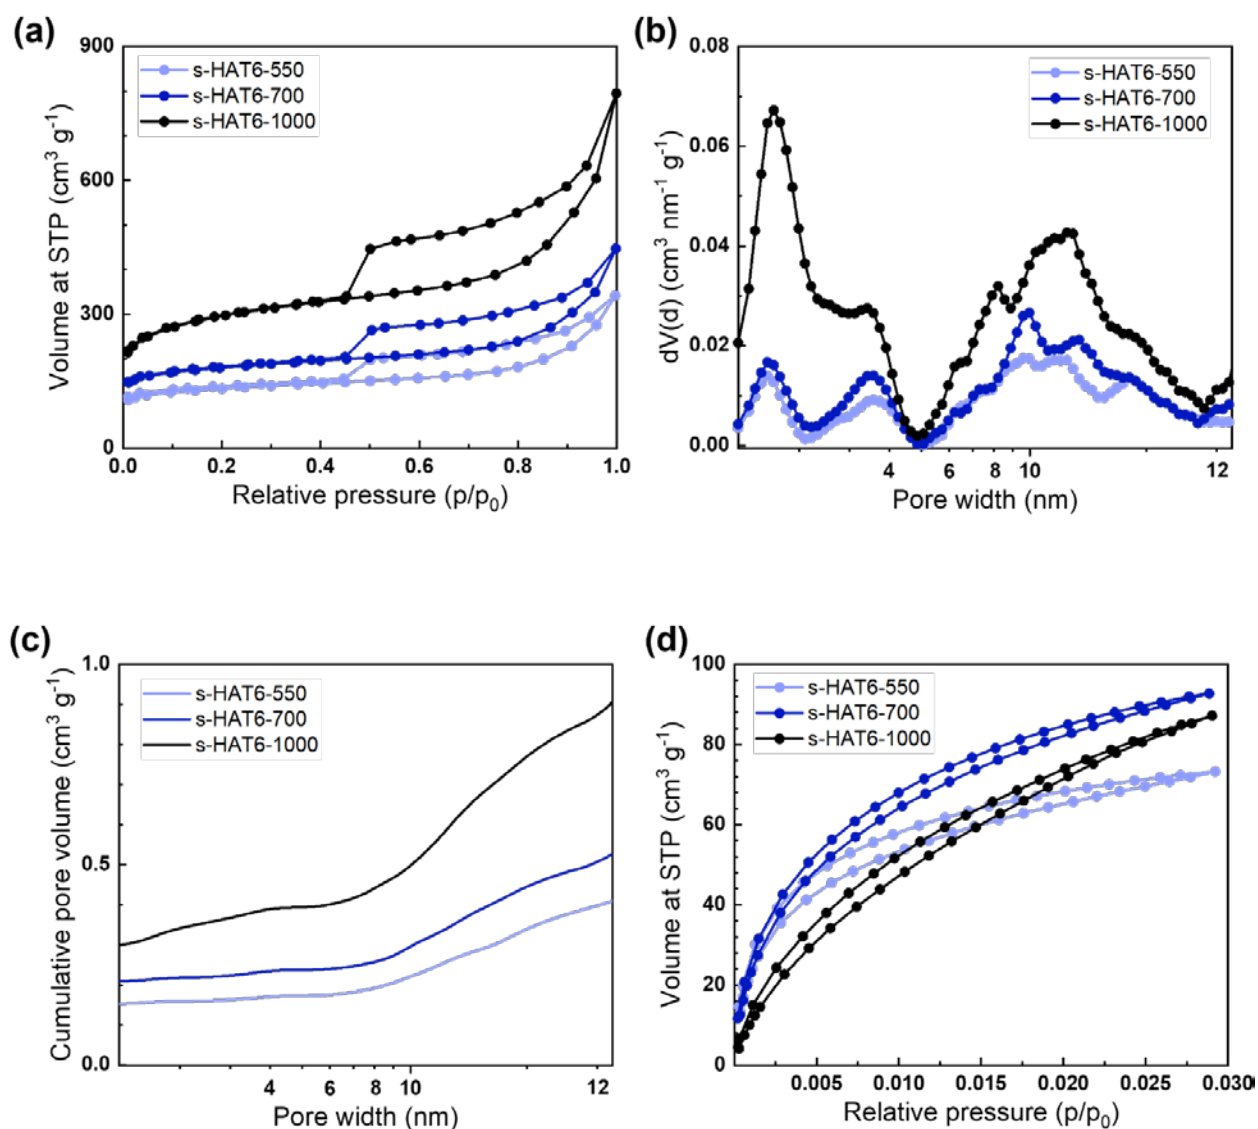 (a)
900
600
300
0
Volume at STP (cm³ g⁻¹)
s-HAT6-550
s-HAT6-700
s-HAT6-1000
0.0 0.2 0.4 0.6 0.8 1.0
Relative pressure (p/p₀)
(b)
0.08
0.06
0.04
0.02
0.00
dV(d) (cm³ nm⁻¹ g⁻¹)
s-HAT6-550
s-HAT6-700
s-HAT6-1000
4 6 8 10 12
Pore width (nm)
(c)
1.0
0.5
0.0
Cumulative pore volume (cm³ g⁻¹)
s-HAT6-550
s-HAT6-700
s-HAT6-1000
4 6 8 10 12
Pore width (nm)
(d)
100
80
60
40
20
0
Volume at STP (cm³ g⁻¹)
s-HAT6-550
s-HAT6-700
s-HAT6-1000
0.005 0.010 0.015 0.020 0.025 0.030
Relative pressure (p/p₀)